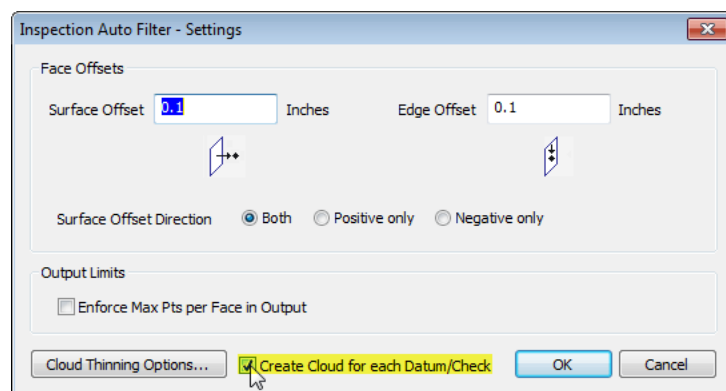 Inspection Auto Filter - Settings
Face Offsets
Surface Offset 0.1 Inches Edge Offset 0.1 Inches
Surface Offset Direction Both Positive only Negative only
Output Limits
Enforce Max Pts per Face in Output
Cloud Thinning Options... Create Cloud for each Datum/Check OK Cancel